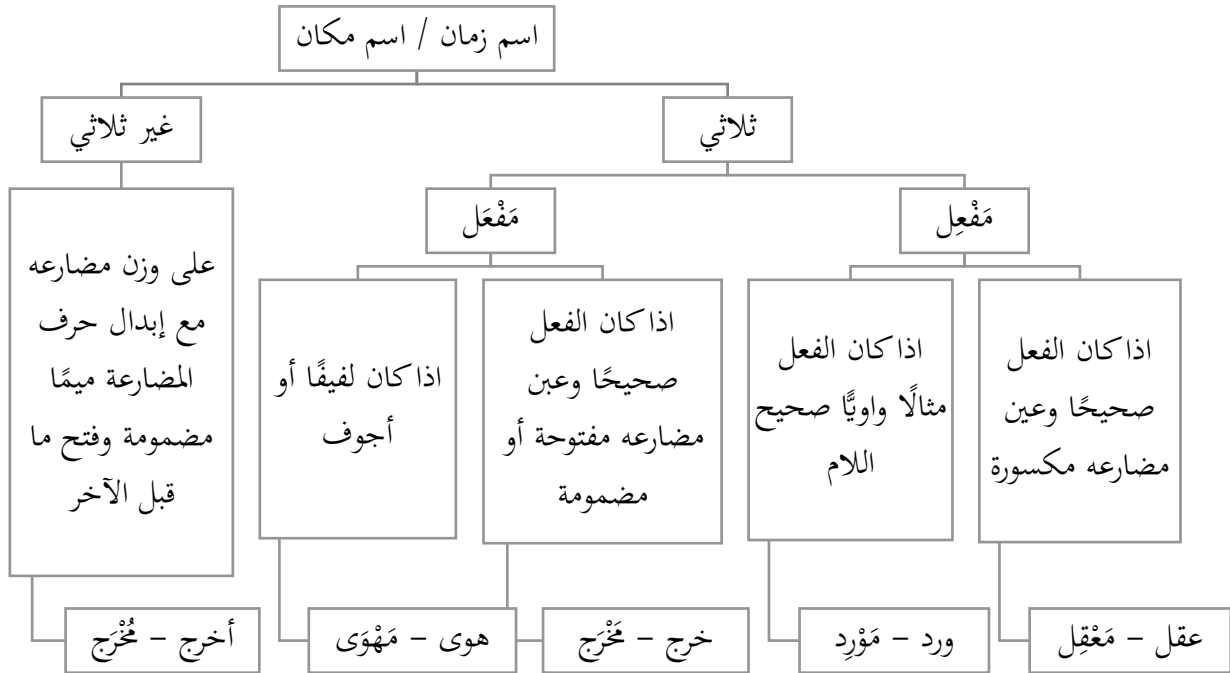 اسم زمان / اسم مكان
ثلاثي
غير ثلاثي
مَفْعِل
مَفْعَل
اذا كان الفعل
صحيحًا وعين
مضارعه مكسورة
اذا كان الفعل
مثالًا واويًّا صحيح
اللام
اذا كان الفعل
صحيحًا وعبن
مضارعه مفتوحة أو
مضمومة
اذا كان لفيفًا أو
أجوف
على وزن مضارعه
مع إبدال حرف
المضارعة ميمًا
مضمومة وفتح ما
قبل الآخر
عقل – مَعْقِل
ورد – مَوْرِد
خرج – مَخْرَج
هوى – مَهْوَى
أخرج – مُخْرَج